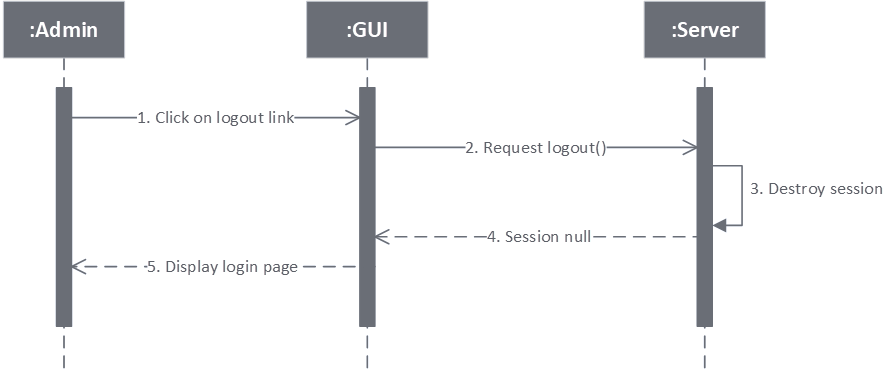 :Admin
:GUI
:Server
1. Click on logout link
2. Request logout()
3. Destroy session
4. Session null
5. Display login page